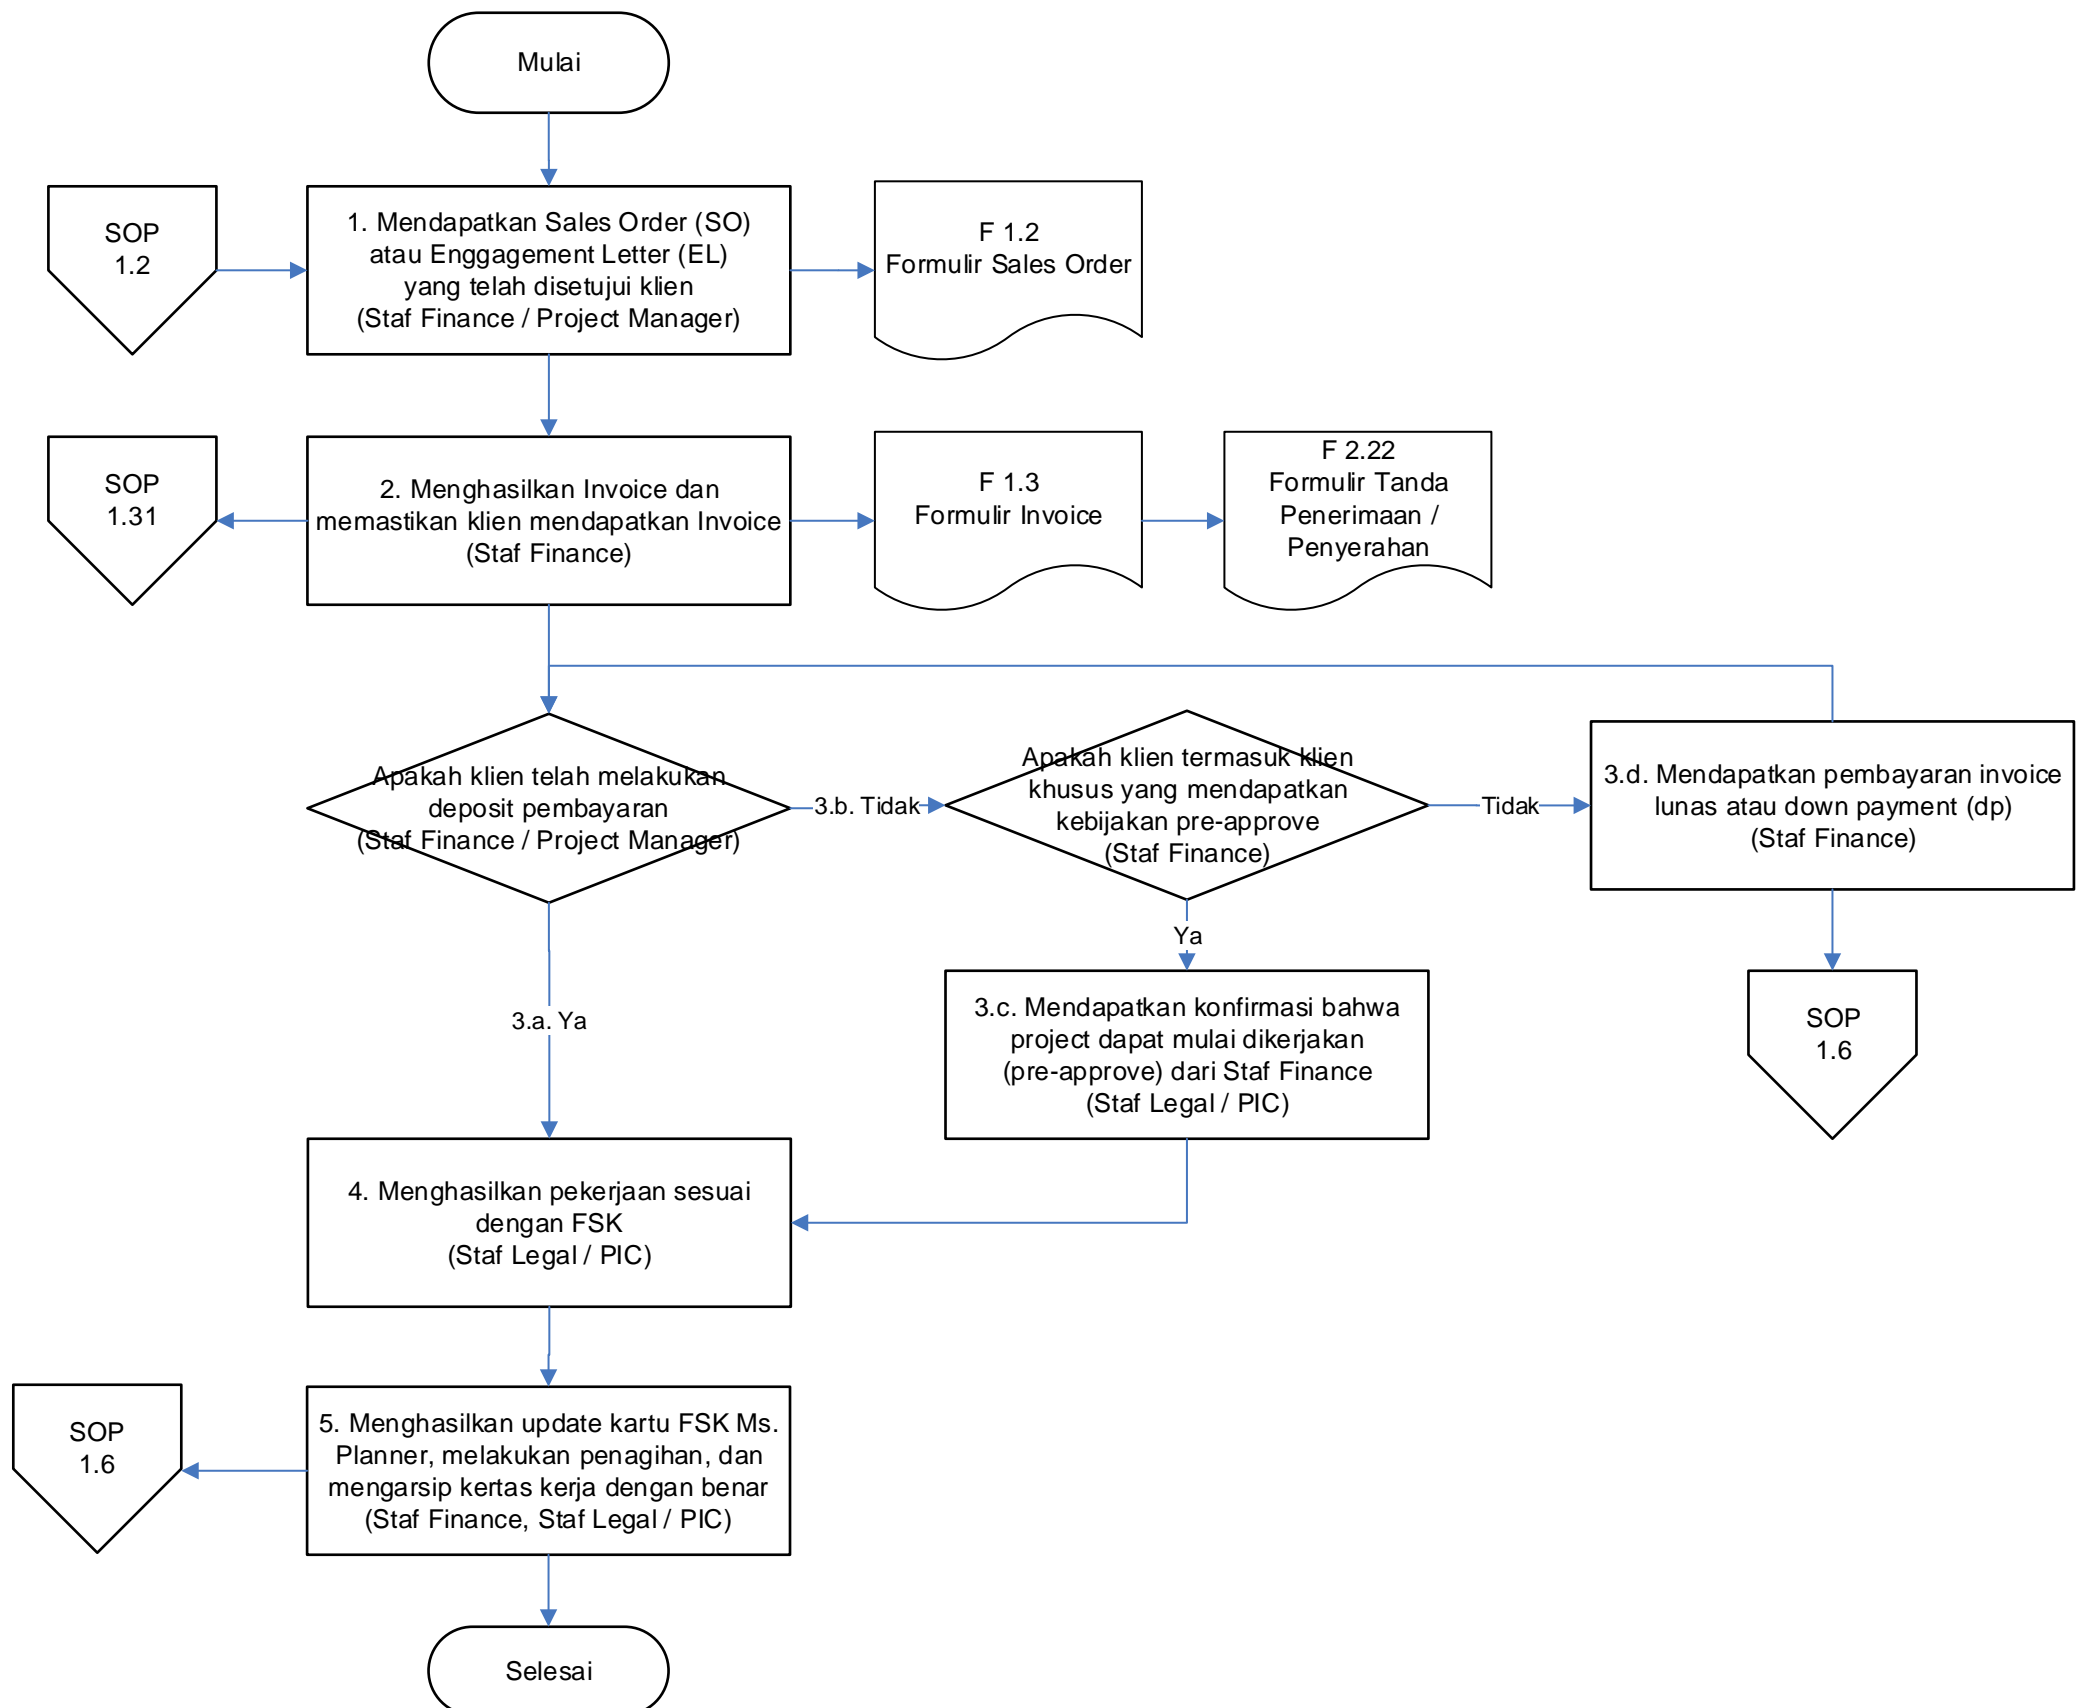 Mulai
SOP
1.2
1. Mendapatkan Sales Order (SO)
atau Enggagement Letter (EL)
yang telah disetujui klien
(Staf Finance / Project Manager)
F 1.2
Formulir Sales Order
SOP
1.31
2. Menghasilkan Invoice dan
memastikan klien mendapatkan Invoice
(Staf Finance)
F 1.3
Formulir Invoice
F 2.22
Formulir Tanda
Penerimaan /
Penyerahan
Apakah klien telah melakukan
deposit pembayaran
(Staf Finance / Project Manager)
3.b. Tidak
Apakah klien termasuk klien
khusus yang mendapatkan
kebijakan pre-approve
(Staf Finance)
Tidak
3.d. Mendapatkan pembayaran invoice
lunas atau down payment (dp)
(Staf Finance)
Ya
3.a. Ya
3.c. Mendapatkan konfirmasi bahwa
project dapat mulai dikerjakan
(pre-approve) dari Staf Finance
(Staf Legal / PIC)
SOP
1.6
4. Menghasilkan pekerjaan sesuai
dengan FSK
(Staf Legal / PIC)
SOP
1.6
5. Menghasilkan update kartu FSK Ms.
Planner, melakukan penagihan, dan
mengarsip kertas kerja dengan benar
(Staf Finance, Staf Legal / PIC)
Selesai